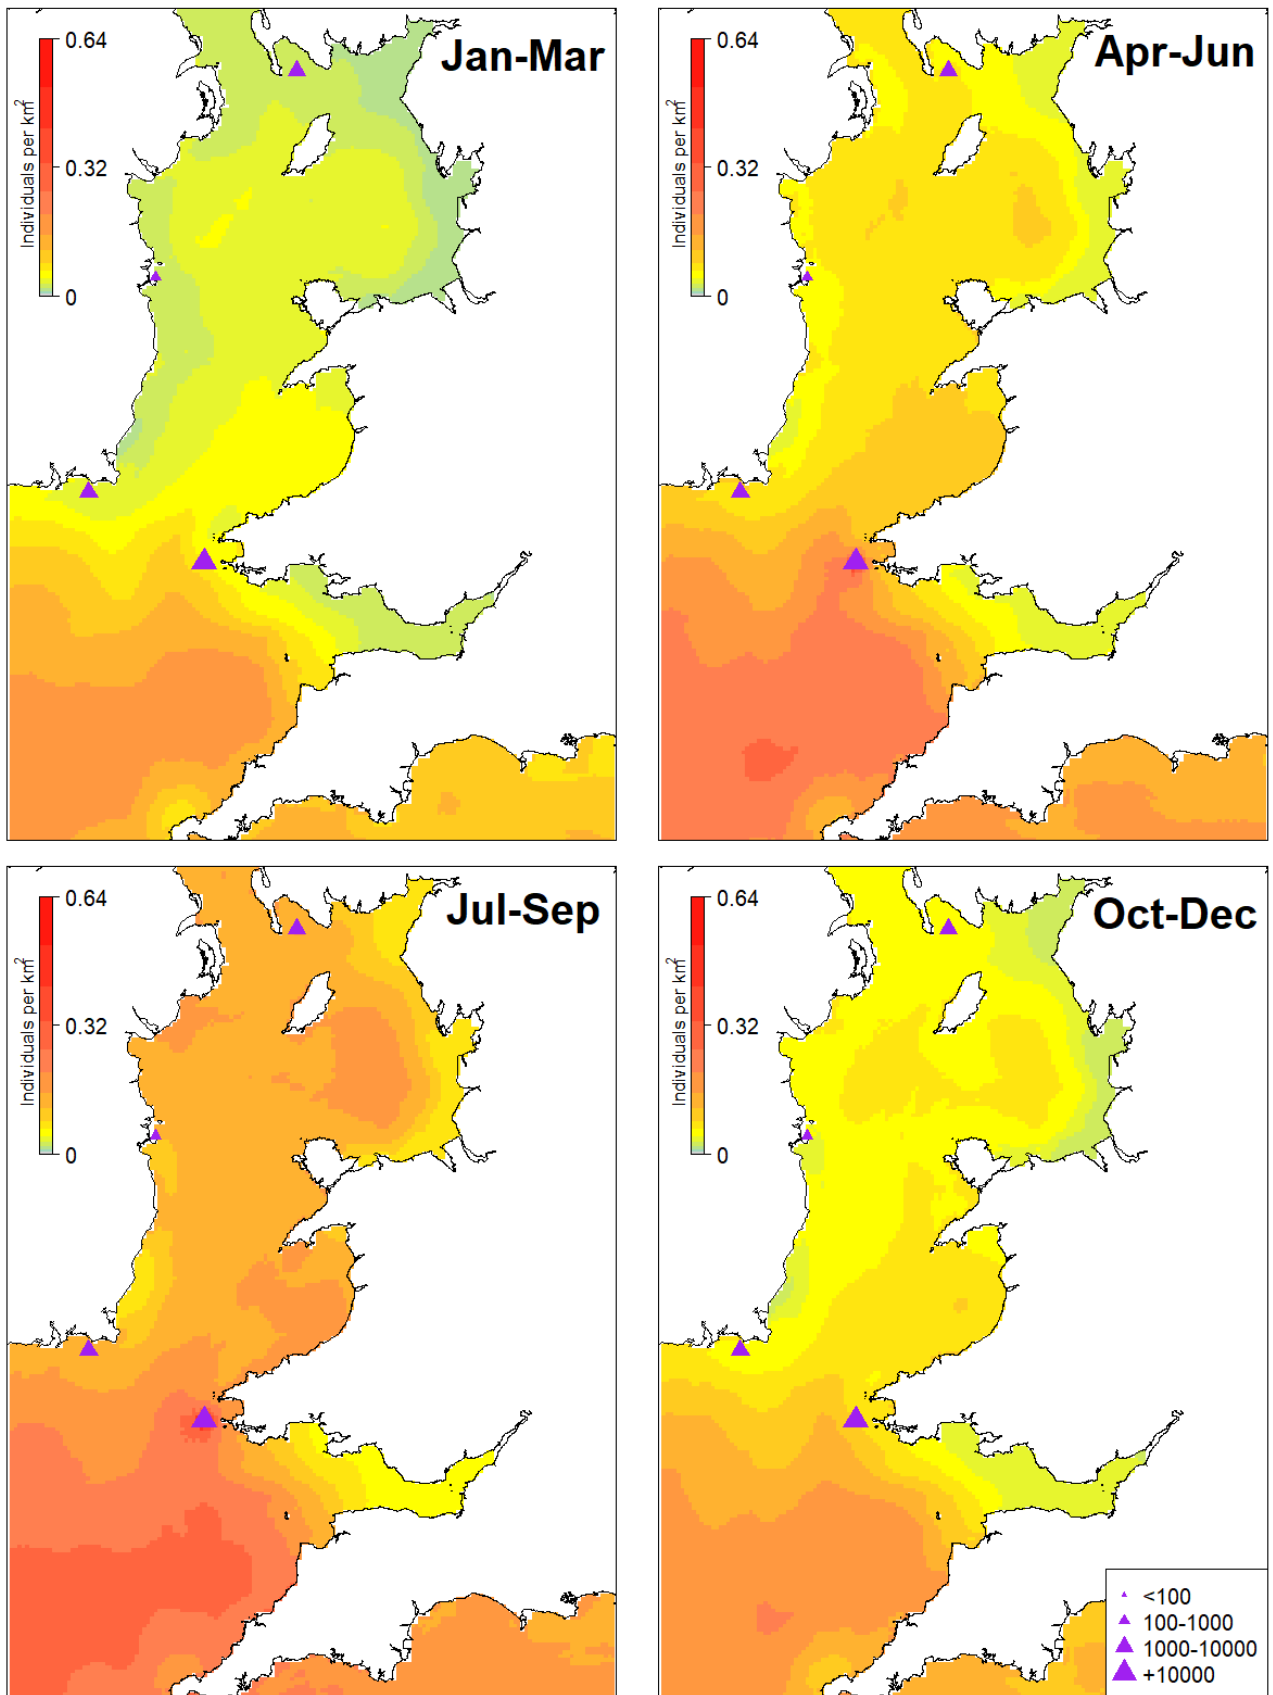 Jan-Mar
0.64
0.32
0
Individuals per km²
Apr-Jun
0.64
0.32
0
Individuals per km²
Jul-Sep
0.64
0.32
0
Individuals per km²
Oct-Dec
0.64
0.32
0
Individuals per km²
<100
100-1000
1000-10000
+10000